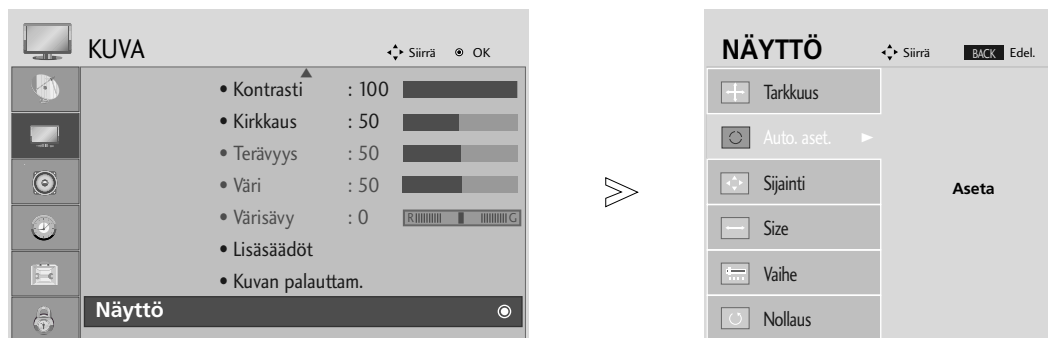 KUVA Siirrä OK
• Kontrasti : 100
• Kirkkaus : 50
• Terävyys : 50
• Väri : 50
• Värisävy : 0 R G
• Lisäsäädöt
• Kuvan palauttam.
Näyttö
NÄYTTÖ Siirrä BACK Edel.
Tarkkuus
Auto. aset.
Sijainti
Aseta
Size
Vaihe
Nollaus